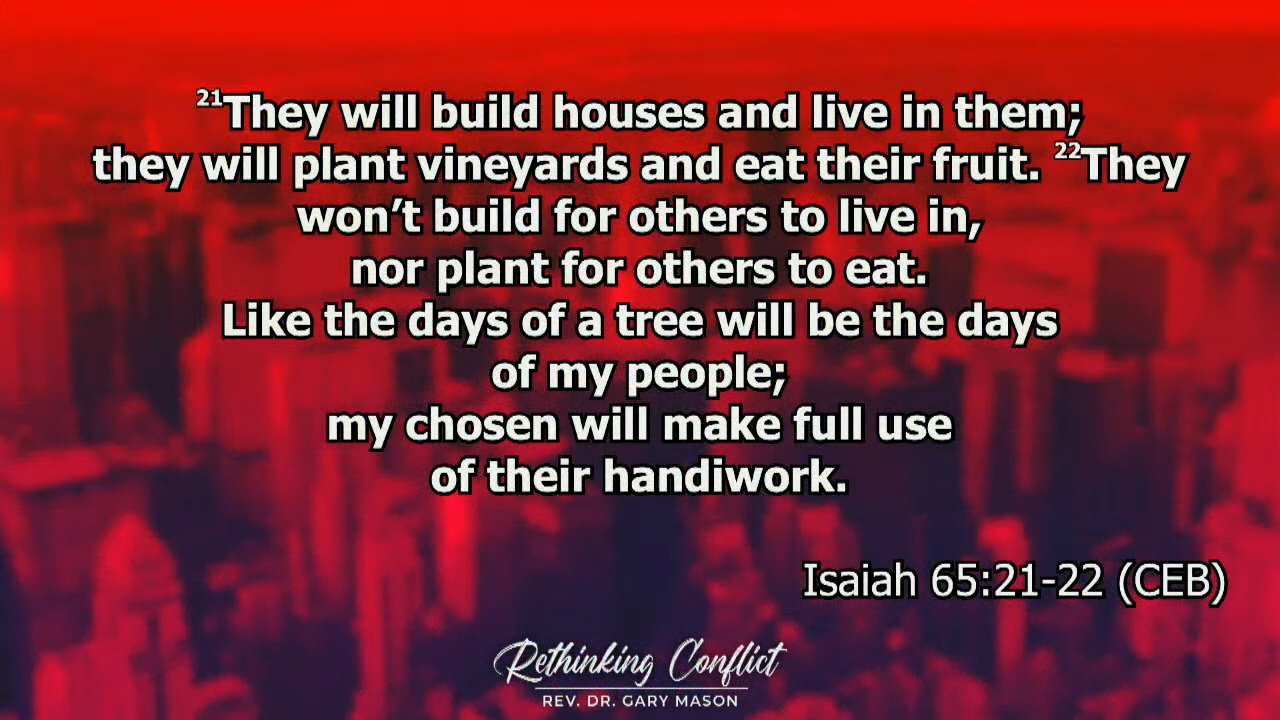 ²¹They will build houses and live in them;
they will plant vineyards and eat their fruit. ²²They
won’t build for others to live in,
nor plant for others to eat.
Like the days of a tree will be the days
of my people;
my chosen will make full use
of their handiwork.
Isaiah 65:21-22 (CEB)
Rethinking Conflict
REV. DR. GARY MASON